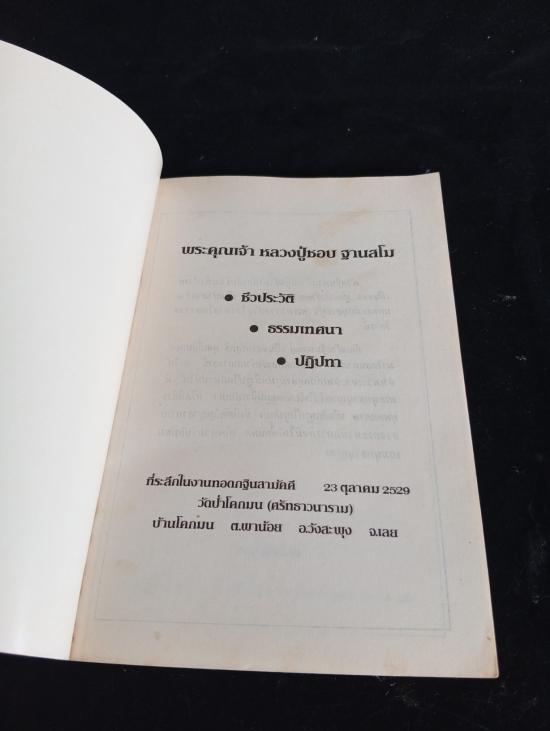 พระคุณเจ้า หลวงปู่ชอบ ฐานสโม
● ชีวประวัติ
● ธรรมเทศนา
● ปฏิปทา
ที่ระลึกในงานทอดกฐินสามัคคี 23 ตุลาคม 2529
วัดป่าโคกมน (ศรัทธาวนาราม)
บ้านโคกมน ต.ผาน้อย อ.วังสะพุง จ.เลย